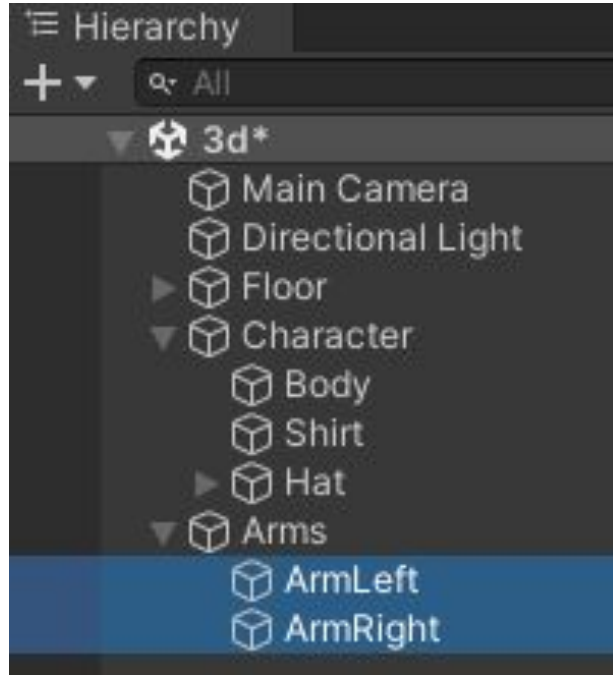 Hierarchy
All
3d*
Main Camera
Directional Light
Floor
Character
Body
Shirt
Hat
Arms
ArmLeft
ArmRight